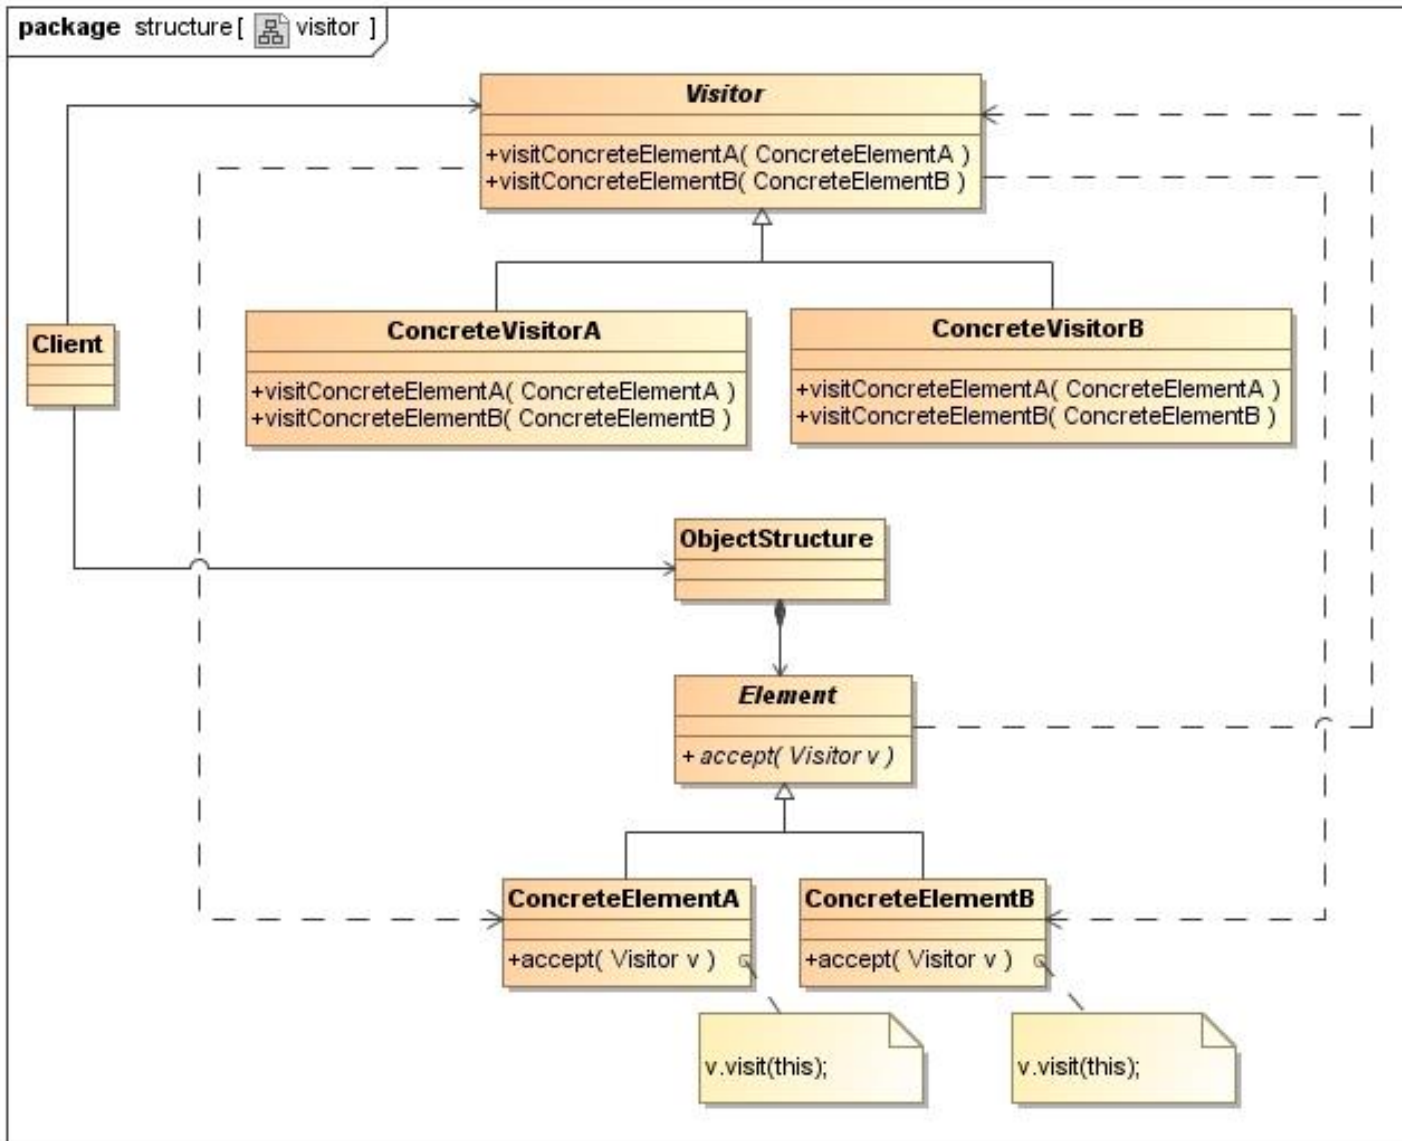 package structure[ visitor ]
Visitor
+visitConcreteElementA( ConcreteElementA )
+visitConcreteElementB( ConcreteElementB )
Client
ConcreteVisitorA
+visitConcreteElementA( ConcreteElementA )
+visitConcreteElementB( ConcreteElementB )
ConcreteVisitorB
+visitConcreteElementA( ConcreteElementA )
+visitConcreteElementB( ConcreteElementB )
ObjectStructure
Element
+ accept( Visitor v )
ConcreteElementA
+accept( Visitor v )
ConcreteElementB
+accept( Visitor v )
v.visit(this);
v.visit(this);